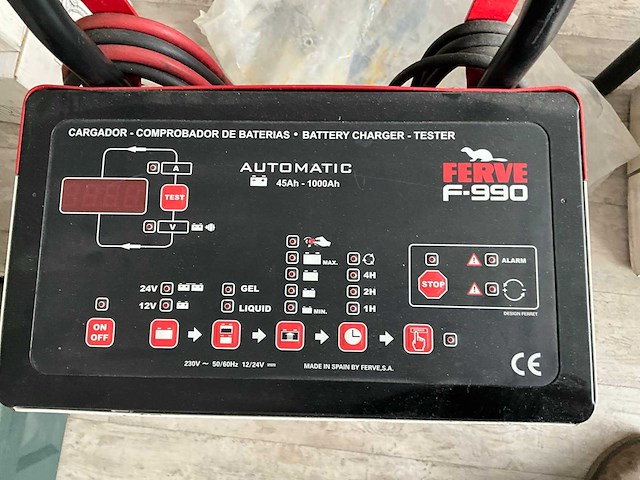 CARGADOR - COMPROBADOR DE BATERIAS • BATTERY CHARGER - TESTER
A
TEST
V
AUTOMATIC
45Ah - 1000Ah
FERVE
F-990
MAX.
24V
GEL
4H
12V
LIQUID
MIN.
2H
1H
ALARM
STOP
DESIGN FERRET
ON
OFF
230V ~ 50/60Hz 12/24V
MADE IN SPAIN BY FERVE,S.A.
CE